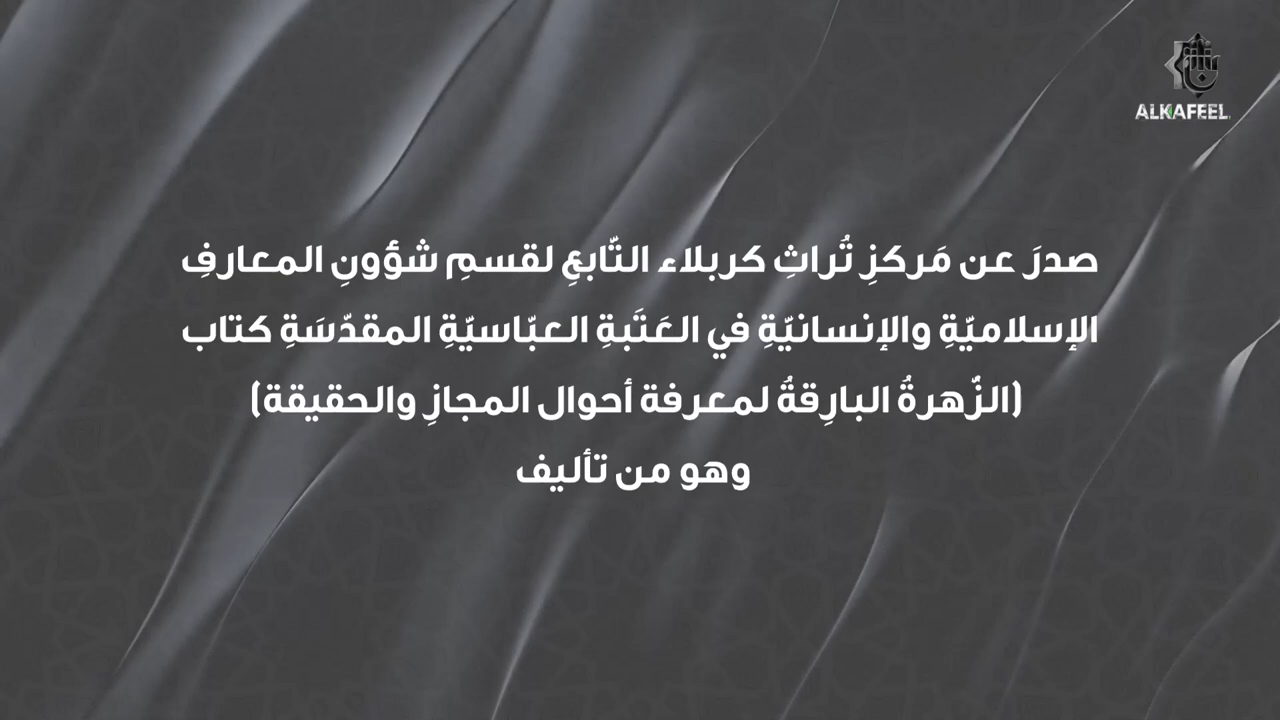 ALKAFEEL
صدرَ عن مَركزِ تُراثِ كربلاء التّابعِ لقسمِ شؤونِ المعارفِ
الإسلاميّةِ والإنسانيّةِ في العَتَبةِ العبّاسيّةِ المقدّسَةِ كتاب
(الزٌهرةُ البارِقةُ لمعرفة أحوال المجازِ والحقيقة)
وهو من تأليف